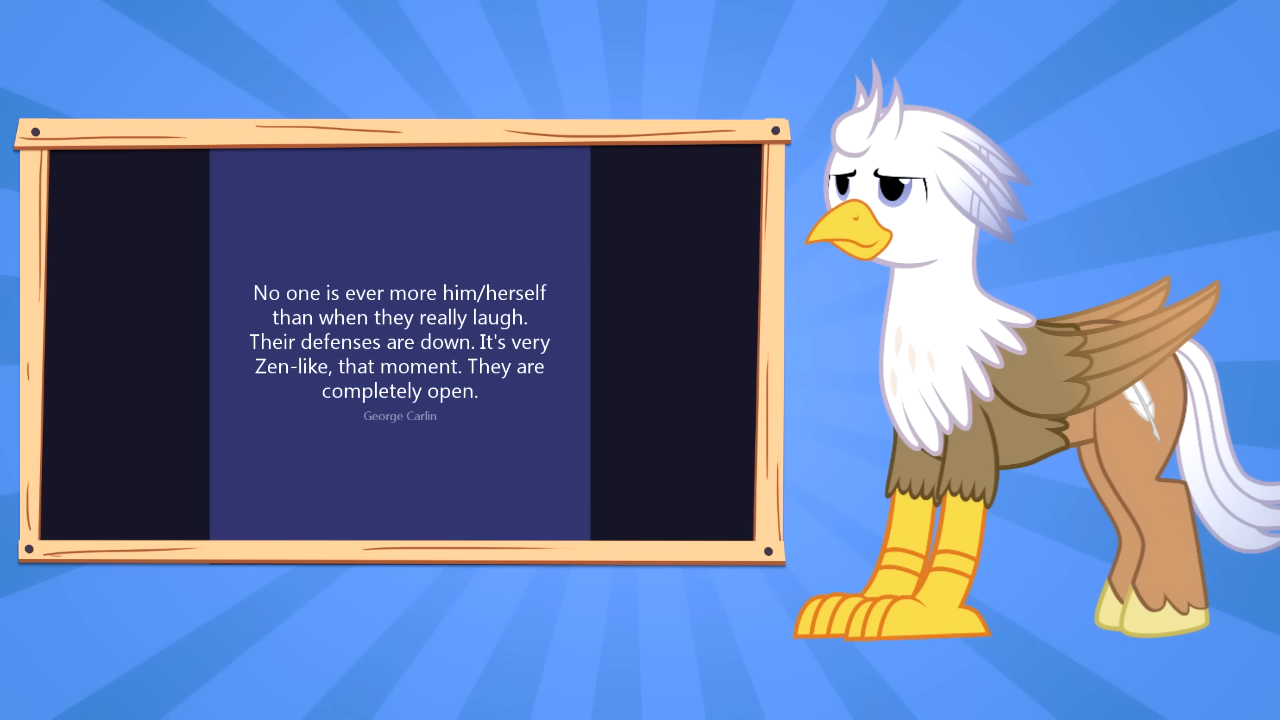 No one is ever more him/herself
than when they really laugh.
Their defenses are down. It's very
Zen-like, that moment. They are
completely open.
George Carlin